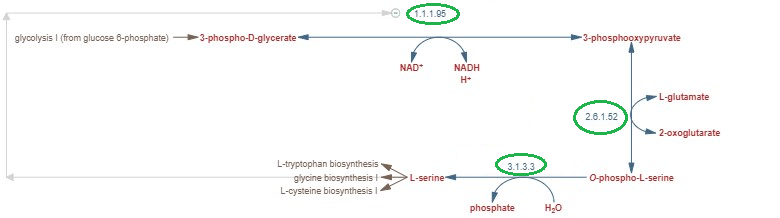 1.1.1.95
glycolysis I (from glucose 6-phosphate)
3-phospho-D-glycerate
3-phosphooxypyruvate
NAD+
NADH
H+
L-glutamate
2.6.1.52
2-oxoglutarate
3.1.3.3
L-tryptophan biosynthesis
glycine biosynthesis I
L-cysteine biosynthesis I
L-serine
O-phospho-L-serine
phosphate
H₂O